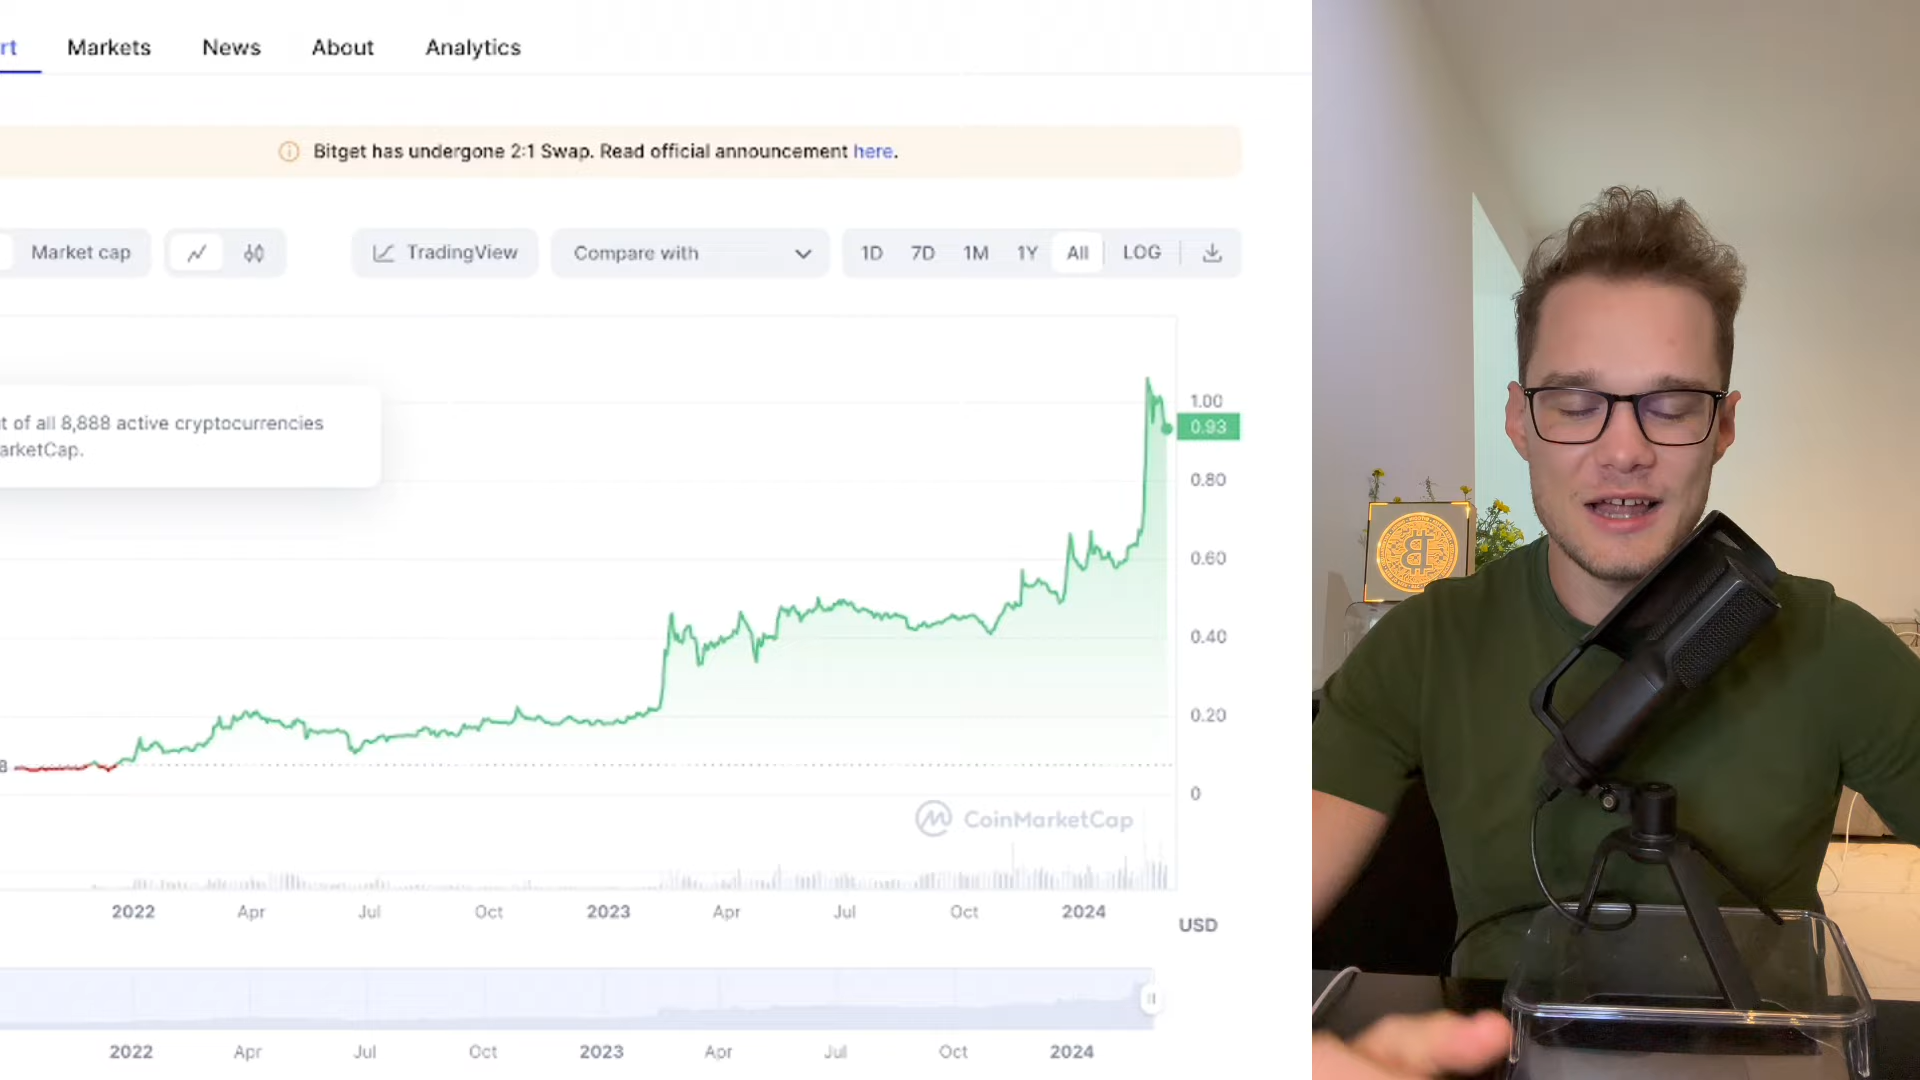 rt Markets News About Analytics
Bitget has undergone 2:1 Swap. Read official announcement here.
Market cap TradingView Compare with 1D 7D 1M 1Y All LOG
t of all 8,888 active cryptocurrencies
arketCap.
1.00
0.93
0.80
0.60
0.40
0.20
8
0
CoinMarketCap
2022 Apr Jul Oct 2023 Apr Jul Oct 2024
USD
2022 Apr Jul Oct 2023 Apr Jul Oct 2024